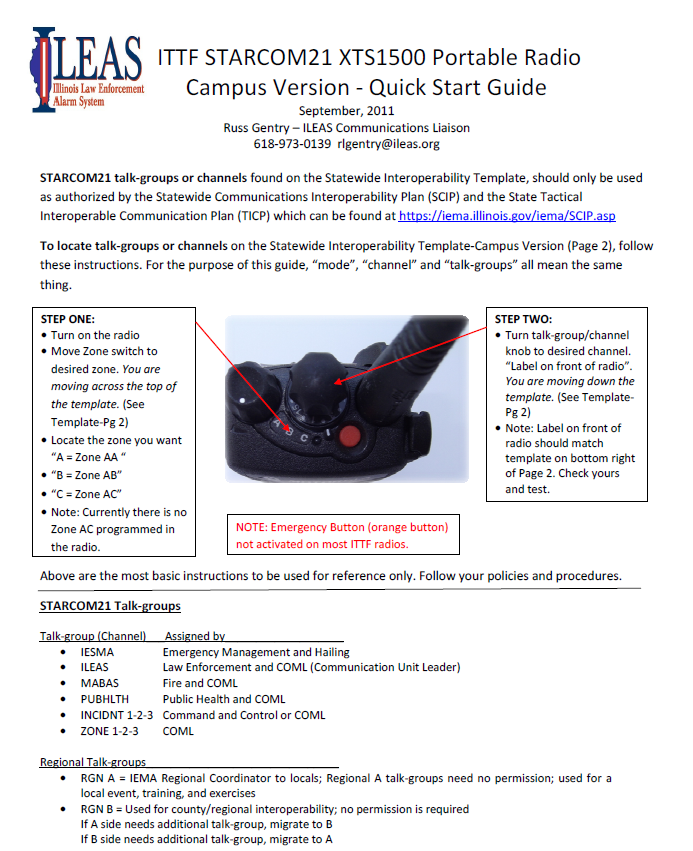 ILEAS
Illinois Law Enforcement
Alarm System
ITTF STARCOM21 XTS1500 Portable Radio
Campus Version - Quick Start Guide
September, 2011
Russ Gentry – ILEAS Communications Liaison
618-973-0139 rlgentry@ileas.org
STARCOM21 talk-groups or channels found on the Statewide Interoperability Template, should only be used
as authorized by the Statewide Communications Interoperability Plan (SCIP) and the State Tactical
Interoperable Communication Plan (TICP) which can be found at https://iema.illinois.gov/iema/SCIP.asp
To locate talk-groups or channels on the Statewide Interoperability Template-Campus Version (Page 2), follow
these instructions. For the purpose of this guide, “mode”, “channel” and “talk-groups” all mean the same
thing.
STEP ONE:
• Turn on the radio
• Move Zone switch to
desired zone. You are
moving across the top of
the template. (See
Template-Pg 2)
• Locate the zone you want
“A = Zone AA “
• “B = Zone AB”
• “C = Zone AC”
• Note: Currently there is no
Zone AC programmed in
the radio.
A B C
STEP TWO:
• Turn talk-group/channel
knob to desired channel.
“Label on front of radio”.
You are moving down the
template. (See Template-
Pg 2)
• Note: Label on front of
radio should match
template on bottom right
of Page 2. Check yours
and test.
NOTE: Emergency Button (orange button)
not activated on most ITTF radios.
Above are the most basic instructions to be used for reference only. Follow your policies and procedures.
STARCOM21 Talk-groups
Talk-group (Channel) Assigned by
• IESMA Emergency Management and Hailing
• ILEAS Law Enforcement and COML (Communication Unit Leader)
• MABAS Fire and COML
• PUBHLTH Public Health and COML
• INCIDNT 1-2-3 Command and Control or COML
• ZONE 1-2-3 COML
Regional Talk-groups
• RGN A = IEMA Regional Coordinator to locals; Regional A talk-groups need no permission; used for a
local event, training, and exercises
• RGN B = Used for county/regional interoperability; no permission is required
If A side needs additional talk-group, migrate to B
If B side needs additional talk-group, migrate to A